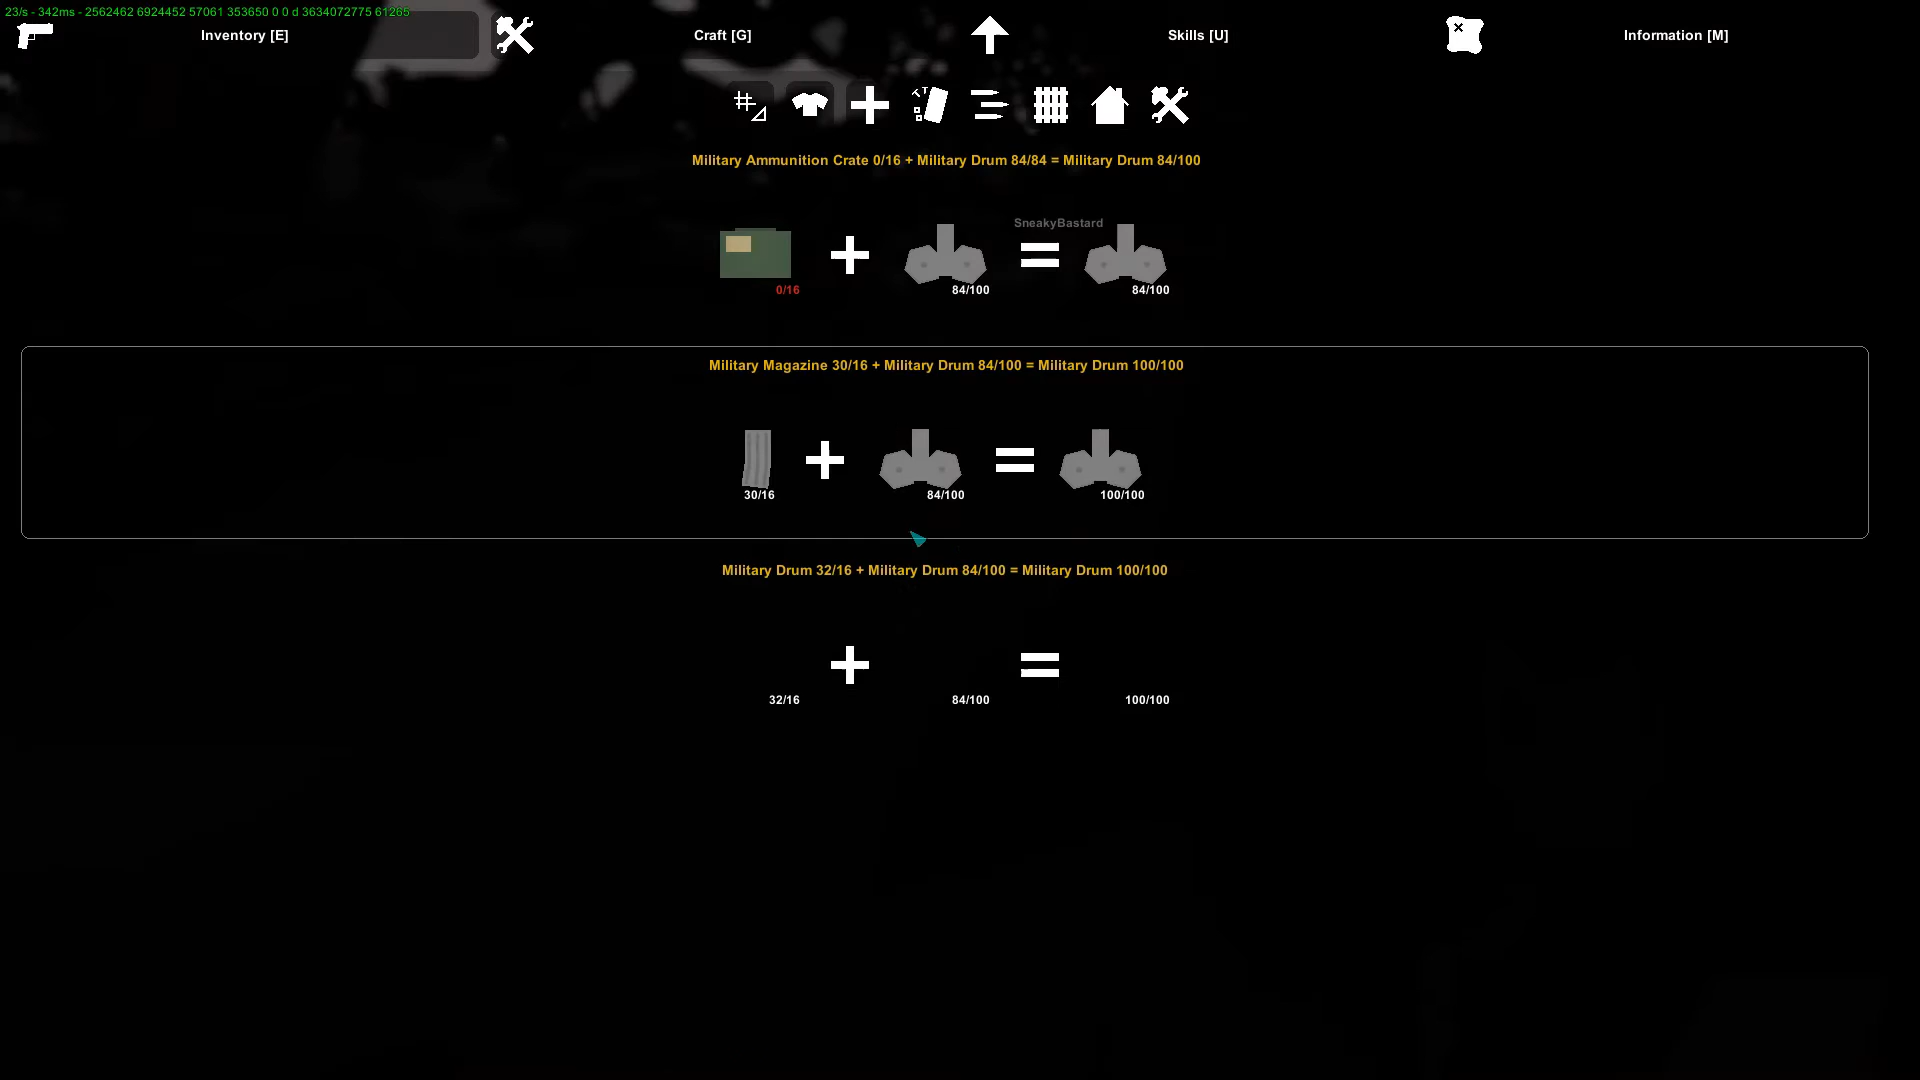 23/s - 342ms - 2562462 6924452 57061 353650 0 0 d 3634072775 61265
Inventory [E]
Craft [G]
Skills [U]
Information [M]
Military Ammunition Crate 0/16 + Military Drum 84/84 = Military Drum 84/100
SneakyBastard
0/16
84/100
84/100
Military Magazine 30/16 + Military Drum 84/100 = Military Drum 100/100
30/16
84/100
100/100
Military Drum 32/16 + Military Drum 84/100 = Military Drum 100/100
32/16
84/100
100/100